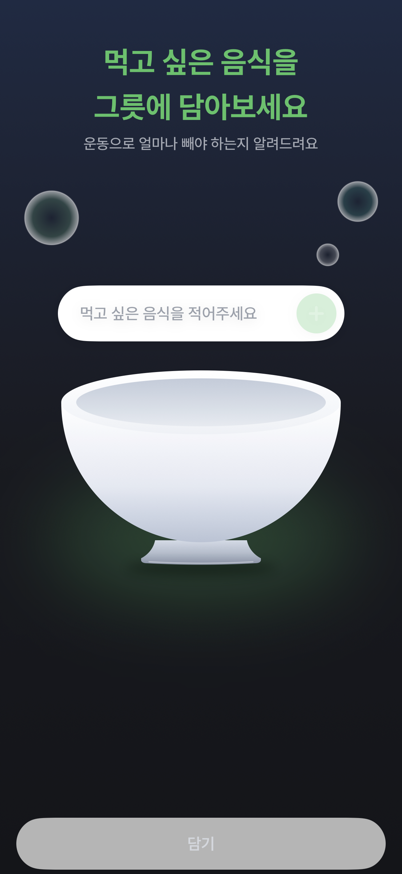 먹고 싶은 음식을
그릇에 담아보세요
운동으로 얼마나 빼야 하는지 알려드려요
먹고 싶은 음식을 적어주세요
담기